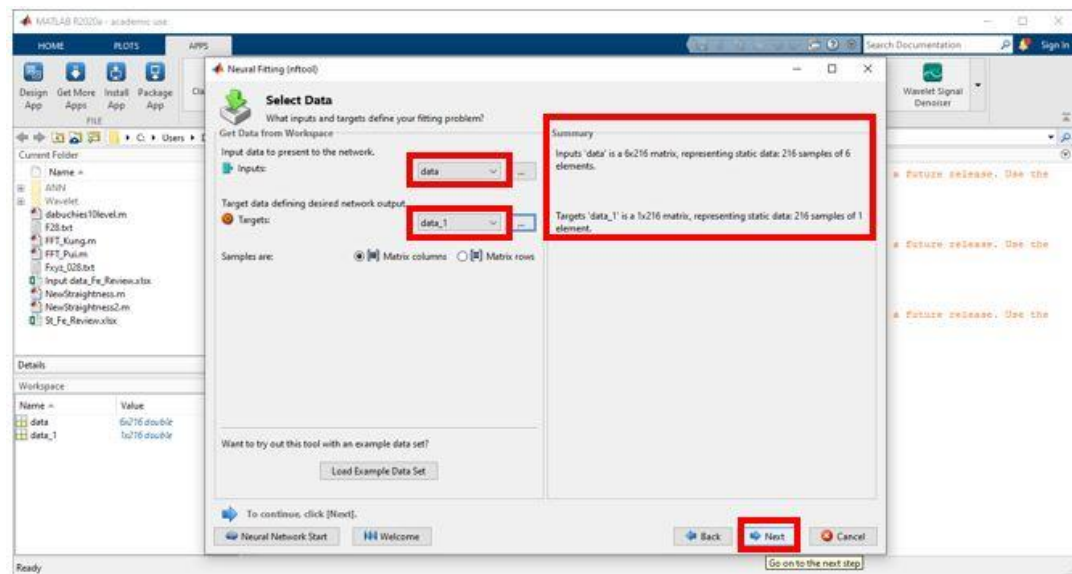 MATLAB R2020a - academic use
HOME PLOTS APPS
Search Documentation
Sign In
Design App
Get More Apps
Install App
Package App
FILE
Wavelet Signal Denoiser
C: Users
Current Folder
Name
ANN
Wavelet
dabuchies10level.m
F28.txt
FFT_Kung.m
FFT_Pui.m
Fxyz_028.txt
Input data_Fe_Review.xlsx
NewStraightness.m
NewStraightness2.m
St_Fe_Review.xlsx
Details
Workspace
Name Value
data 6x216 double
data_1 1x216 double
Ready
Neural Fitting (nftool)
Select Data
What inputs and targets define your fitting problem?
Get Data from Workspace
Input data to present to the network.
Inputs: data ...
Target data defining desired network output.
Targets: data_1 ...
Samples are: Matrix columns Matrix rows
Want to try out this tool with an example data set?
Load Example Data Set
Summary
Inputs 'data' is a 6x216 matrix, representing static data: 216 samples of 6
elements.
Targets 'data_1' is a 1x216 matrix, representing static data: 216 samples of 1
element.
To continue, click [Next].
Neural Network Start Welcome Back Next Cancel
Go on to the next step
a future release. Use the
a future release. Use the
a future release. Use the